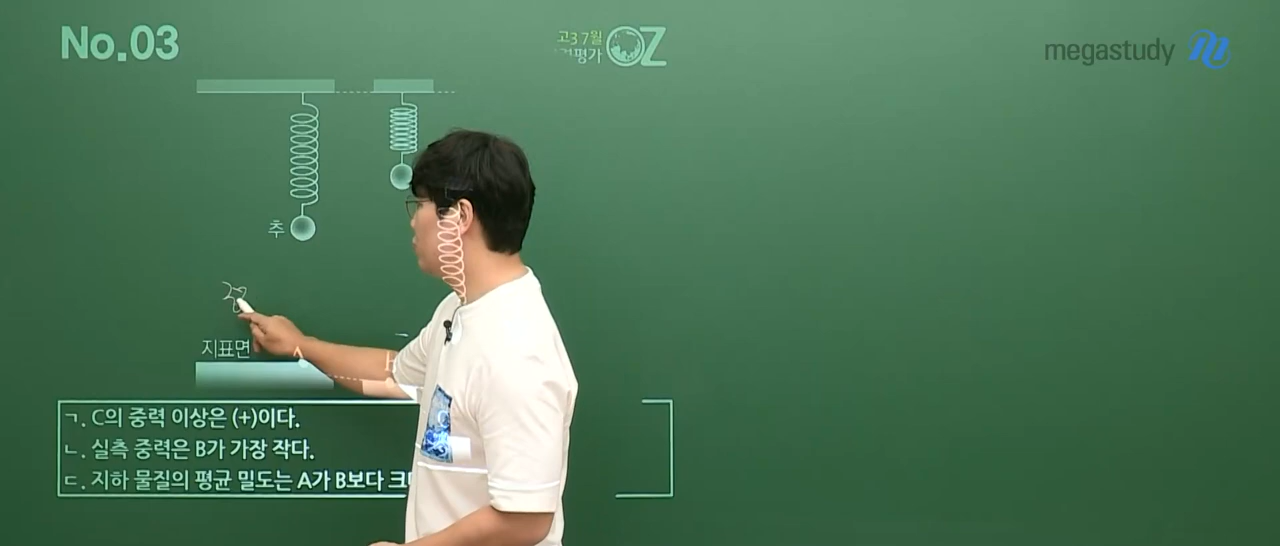 No.03
고3 7월
평가 OZ
megastudy
추
지표면
A
ㄱ. C의 중력 이상은 (+)이다.
ㄴ. 실측 중력은 B가 가장 작다.
ㄷ. 지하 물질의 평균 밀도는 A가 B보다